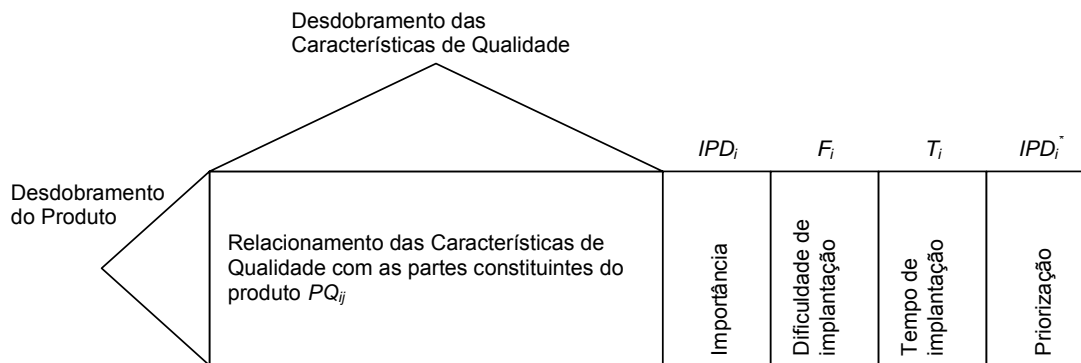 Desdobramento das
Características de Qualidade
IPDi
Fi
Ti
IPDi*
Desdobramento
do Produto
Relacionamento das Características de
Qualidade com as partes constituintes do
produto PQij
Importância
Dificuldade de
implantação
Tempo de
implantação
Priorização